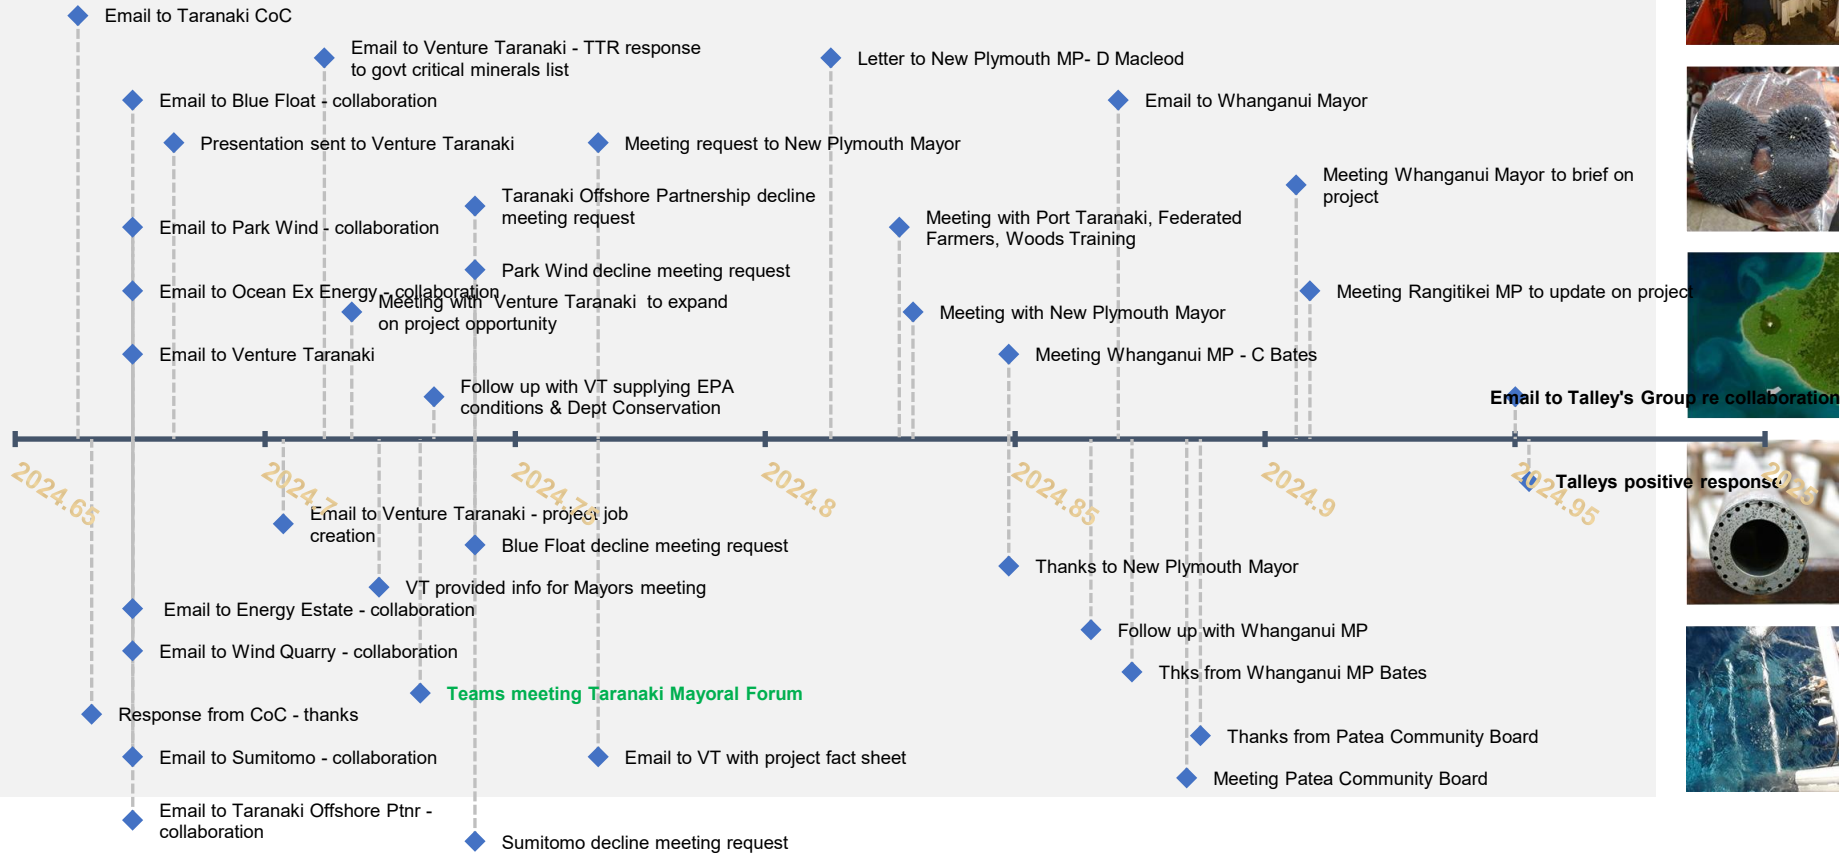 Email to Taranaki CoC
Email to Venture Taranaki - TTR response
to govt critical minerals list
Letter to New Plymouth MP- D Macleod
Email to Blue Float - collaboration
Email to Whanganui Mayor
Presentation sent to Venture Taranaki
Meeting request to New Plymouth Mayor
Meeting Whanganui Mayor to brief on
project
Taranaki Offshore Partnership decline
meeting request
Email to Park Wind - collaboration
Meeting with Port Taranaki, Federated
Farmers, Woods Training
Park Wind decline meeting request
Email to Ocean Ex Energy - collaboration
Meeting Rangitikei MP to update on project
Meeting with Venture Taranaki to expand
on project opportunity
Meeting with New Plymouth Mayor
Email to Venture Taranaki
Meeting Whanganui MP - C Bates
Follow up with VT supplying EPA
conditions & Dept Conservation
Email to Talley's Group re collaboration
2024.65
2024.7
2024.75
2024.8
2024.85
2024.9
2024.95
2025
Talleys positive response
Email to Venture Taranaki - project job
creation
Blue Float decline meeting request
Thanks to New Plymouth Mayor
VT provided info for Mayors meeting
Email to Energy Estate - collaboration
Follow up with Whanganui MP
Email to Wind Quarry - collaboration
Thks from Whanganui MP Bates
Teams meeting Taranaki Mayoral Forum
Response from CoC - thanks
Thanks from Patea Community Board
Email to Sumitomo - collaboration
Email to VT with project fact sheet
Meeting Patea Community Board
Email to Taranaki Offshore Ptnr -
collaboration
Sumitomo decline meeting request